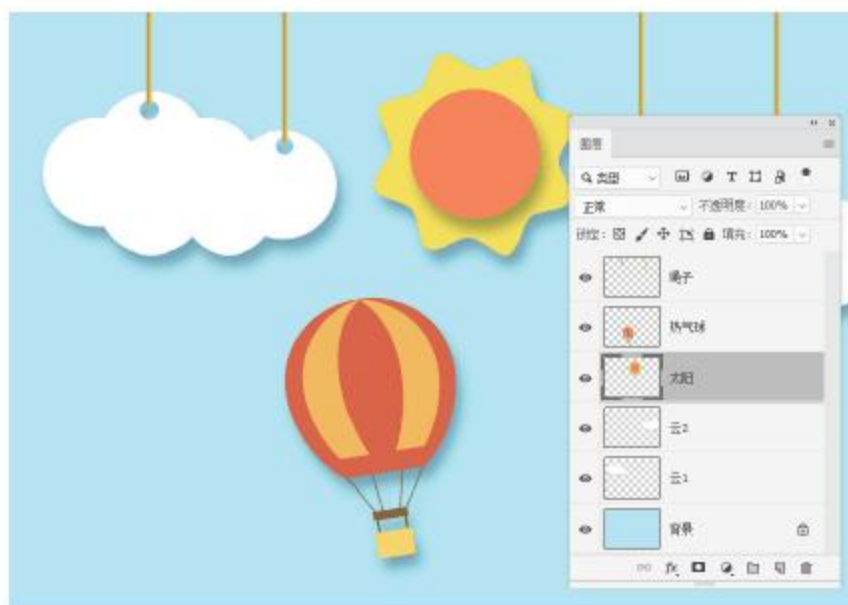 图层
类型
正常 不透明度: 100%
锁定: 填充: 100%
绳子
热气球
太阳
云2
云1
背景
fx